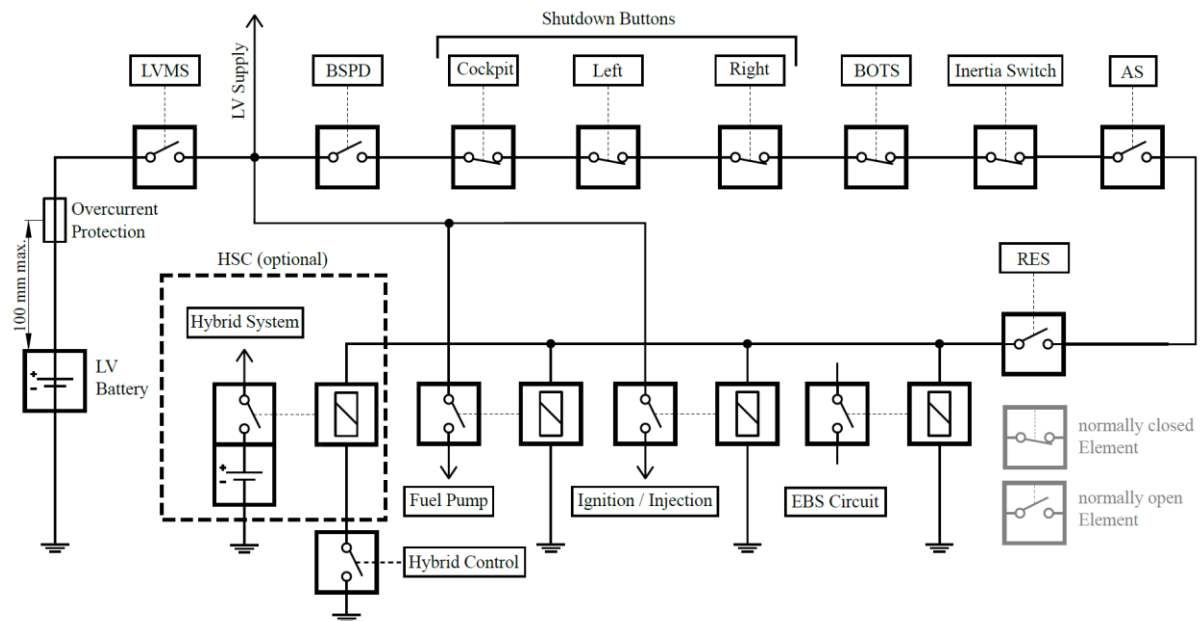 Shutdown Buttons
LV Supply
LVMS
BSPD
Cockpit
Left
Right
BOTS
Inertia Switch
AS
Overcurrent
Protection
100 mm max.
HSC (optional)
RES
Hybrid System
+
-
LV
Battery
+
-
normally closed
Element
Fuel Pump
Ignition / Injection
EBS Circuit
normally open
Element
Hybrid Control